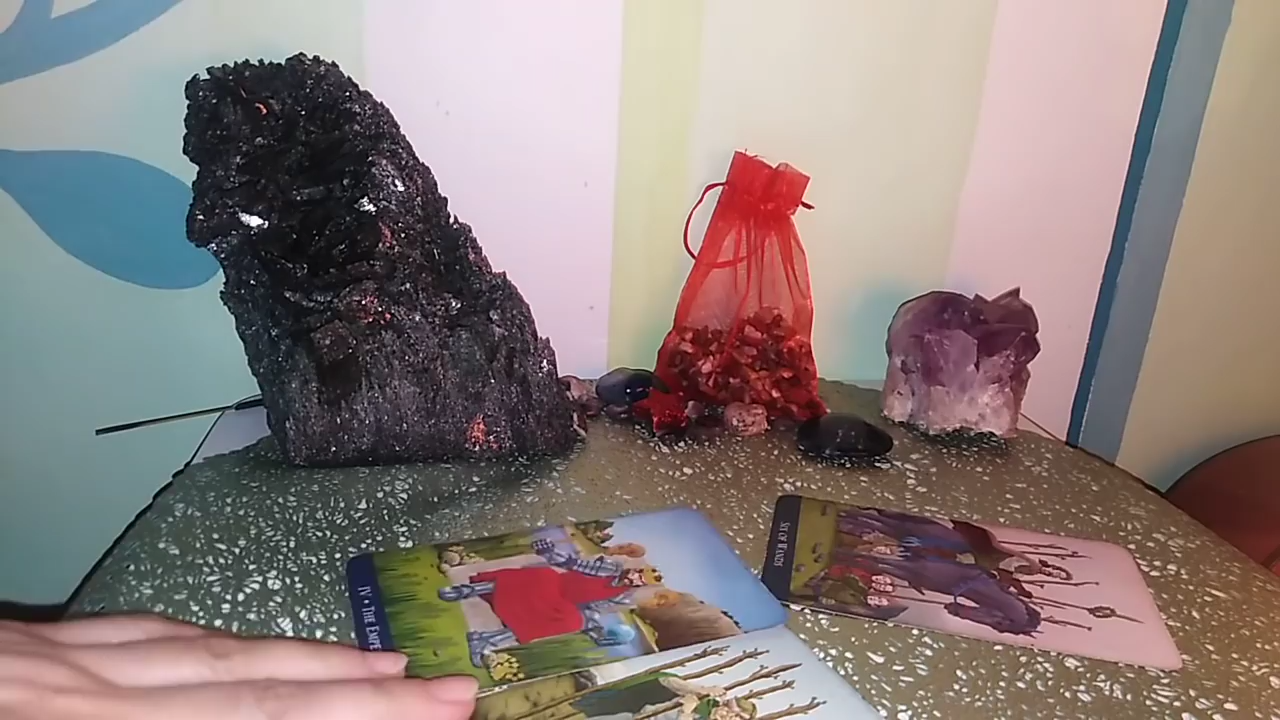 IV • THE EMPE
SIX OF WANDS